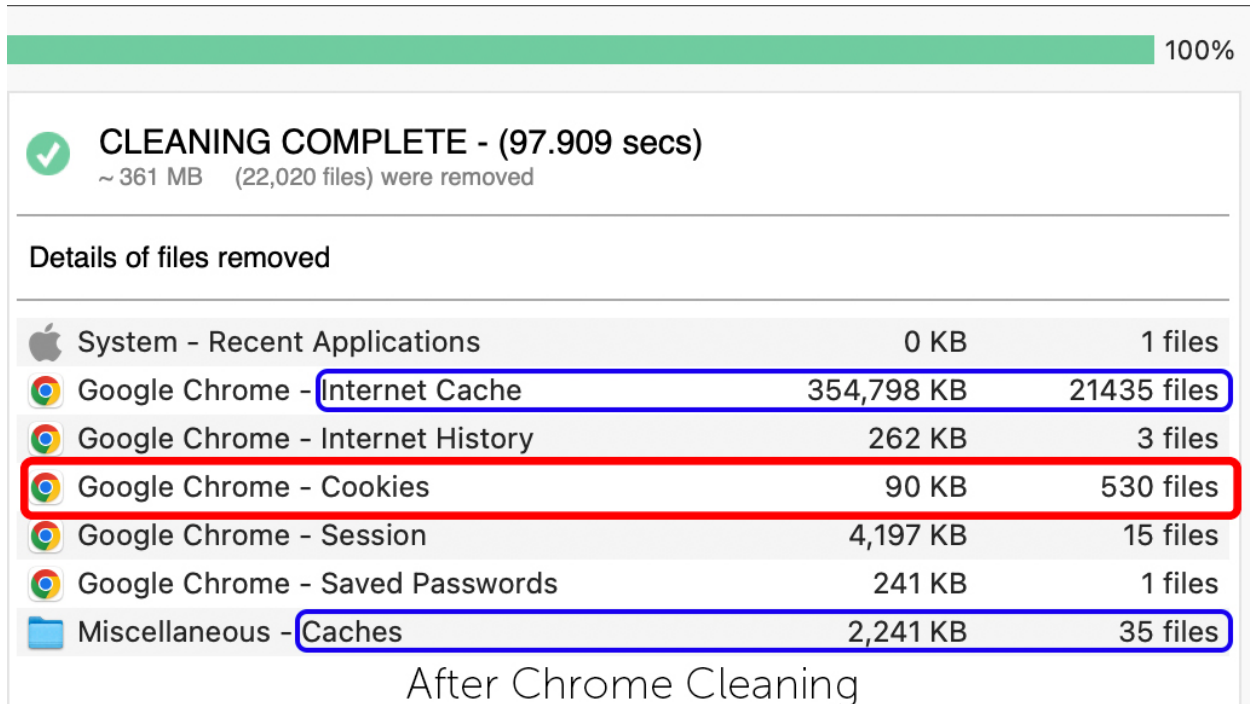 100%
CLEANING COMPLETE - (97.909 secs)
~ 361 MB (22,020 files) were removed
Details of files removed
System - Recent Applications 0 KB 1 files
Google Chrome - Internet Cache 354,798 KB 21435 files
Google Chrome - Internet History 262 KB 3 files
Google Chrome - Cookies 90 KB 530 files
Google Chrome - Session 4,197 KB 15 files
Google Chrome - Saved Passwords 241 KB 1 files
Miscellaneous - Caches 2,241 KB 35 files
After Chrome Cleaning